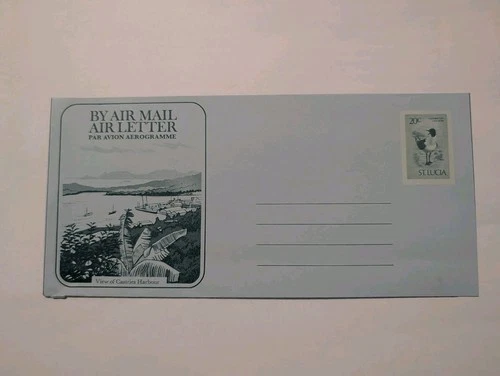 BY AIR MAIL
AIR LETTER
PAR AVION AEROGRAMME
View of Castries Harbour
20c
ST. LUCIA